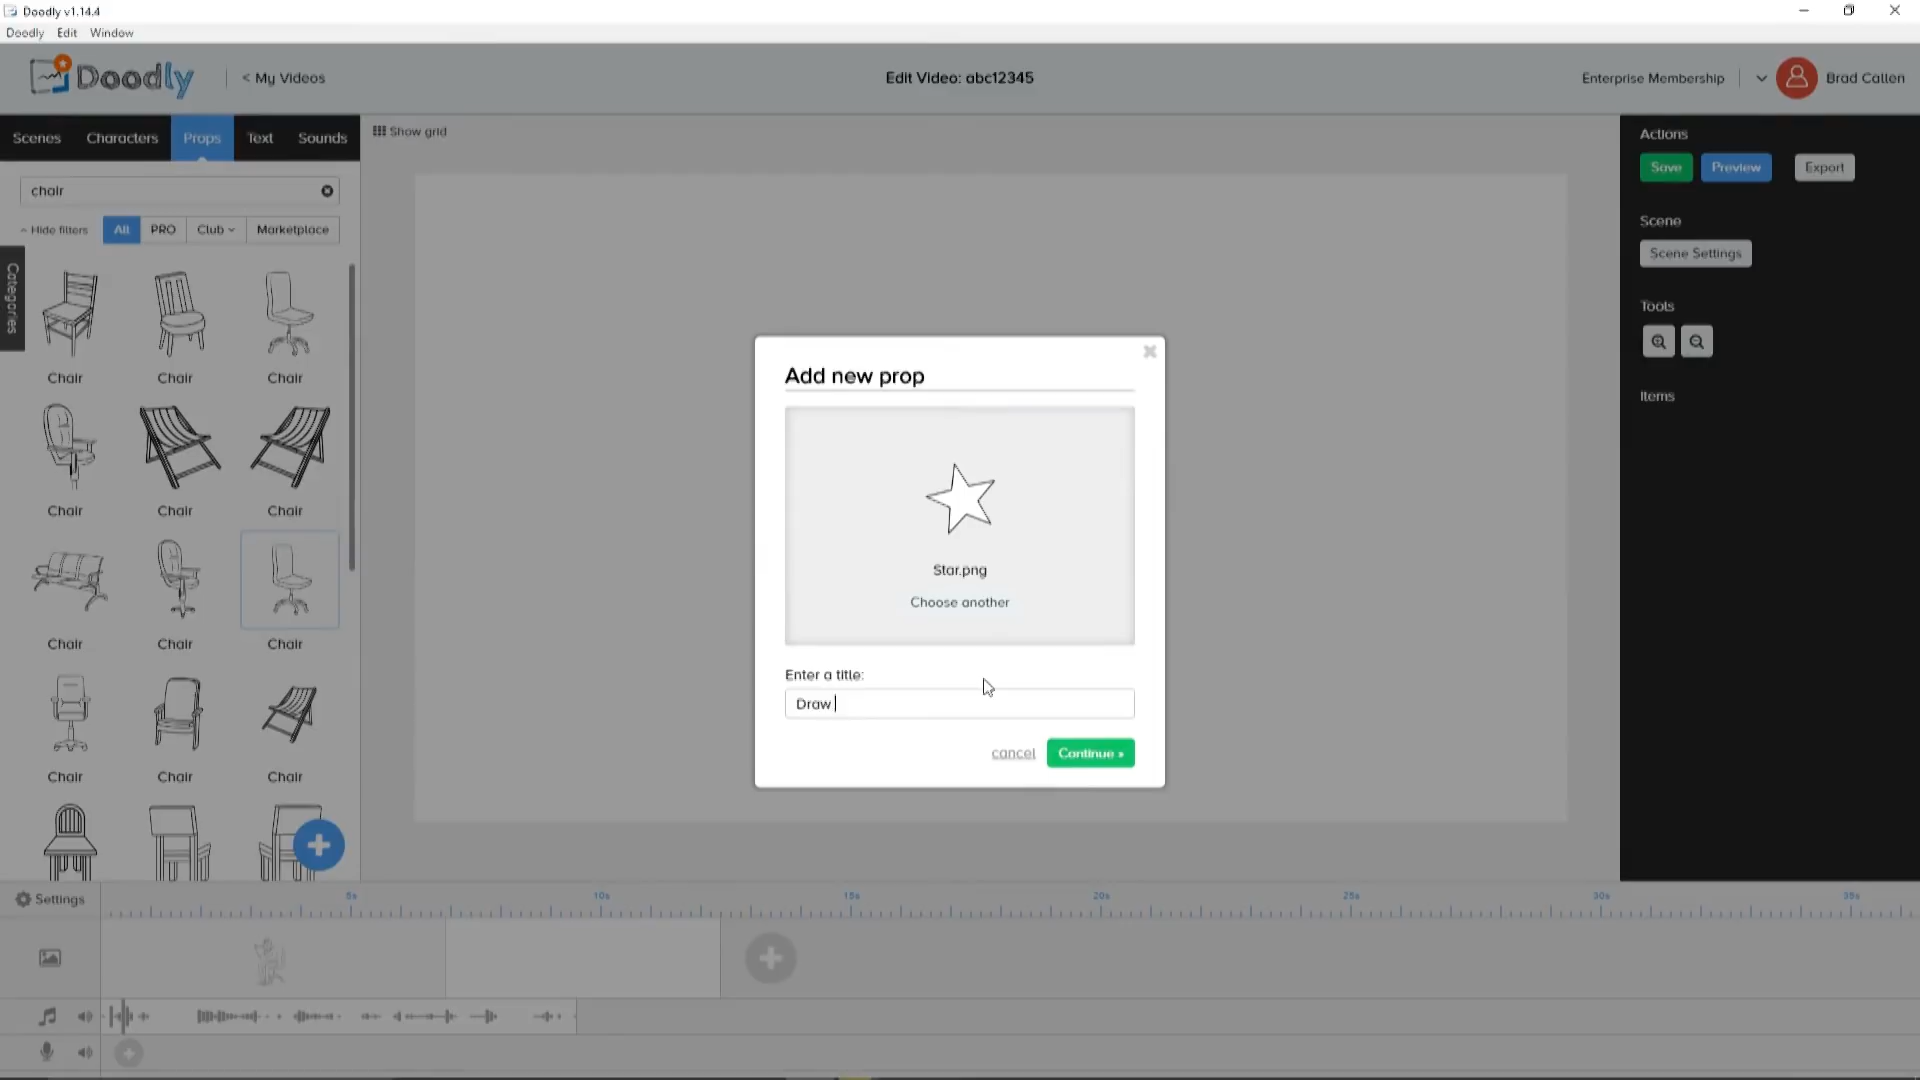 Doodly v1.14.4
Doodly Edit Window
Doodly
< My Videos
Edit Video: abc12345
Enterprise Membership
Brad Callen
Scenes Characters Props Text Sounds
Show grid
chair
Hide filters All PRO Club Marketplace
Categories
Chair Chair Chair
Chair Chair Chair
Chair Chair Chair
Chair Chair Chair
Add new prop
Star.png
Choose another
Enter a title:
Draw
cancel Continue »
Actions
Save Preview Export
Scene
Scene Settings
Tools
Items
Settings
5s 10s 15s 20s 25s 30s 35s